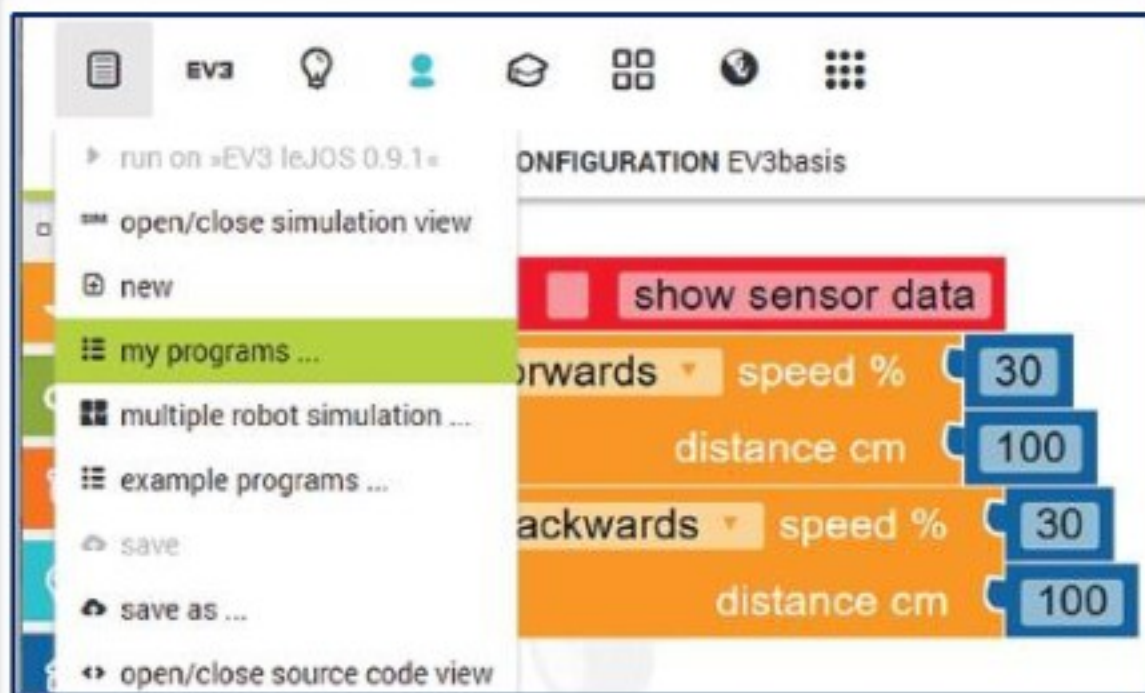 EV3
run on »EV3 leJOS 0.9.1«
ONFIGURATION EV3basis
SIM open/close simulation view
new
show sensor data
my programs ...
orwards speed % 30
multiple robot simulation ...
distance cm 100
example programs ...
ackwards speed % 30
save
save as ...
distance cm 100
open/close source code view